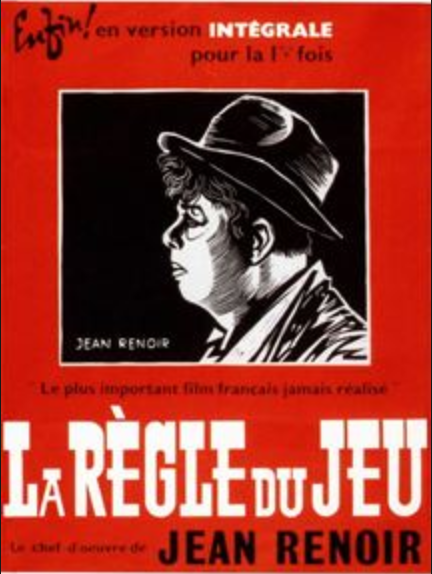 Enfin! en version INTÉGRALE
pour la 1re fois
JEAN RENOIR
"Le plus important film français jamais réalisé"
LA RÈGLE DU JEU
Le chef-d'oeuvre de JEAN RENOIR